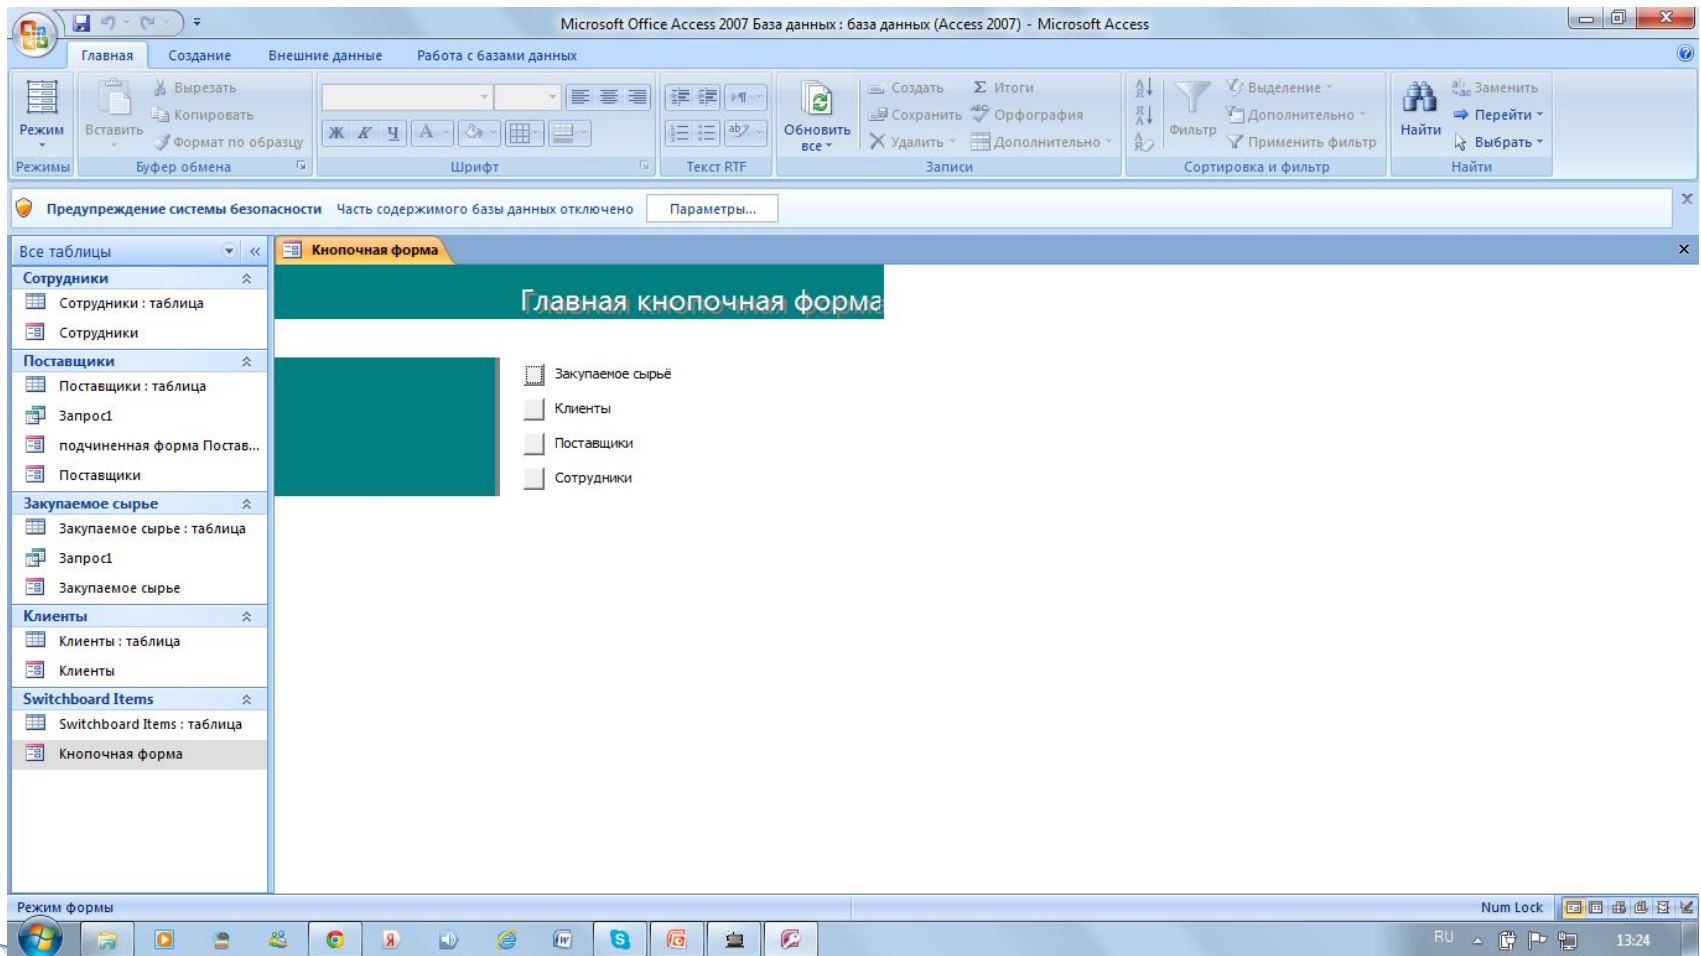 Microsoft Office Access 2007 База данных : база данных (Access 2007) - Microsoft Access
Главная Создание Внешние данные Работа с базами данных
Режим
Режимы
Вставить
Вырезать
Копировать
Формат по образцу
Буфер обмена
Ж К Ч A
Шрифт
Текст RTF
Обновить все
Создать
Сохранить
Удалить
Итоги
Орфография
Дополнительно
Записи
Фильтр
Выделение
Дополнительно
Применить фильтр
Сортировка и фильтр
Найти
Заменить
Перейти
Выбрать
Найти
Предупреждение системы безопасности Часть содержимого базы данных отключено Параметры...
Все таблицы
Сотрудники
Сотрудники : таблица
Сотрудники
Поставщики
Поставщики : таблица
Запрос1
подчиненная форма Постав...
Поставщики
Закупаемое сырье
Закупаемое сырье : таблица
Запрос1
Закупаемое сырье
Клиенты
Клиенты : таблица
Клиенты
Switchboard Items
Switchboard Items : таблица
Кнопочная форма
Кнопочная форма
Главная кнопочная форма
Закупаемое сырьё
Клиенты
Поставщики
Сотрудники
Режим формы
Num Lock
RU
13:24